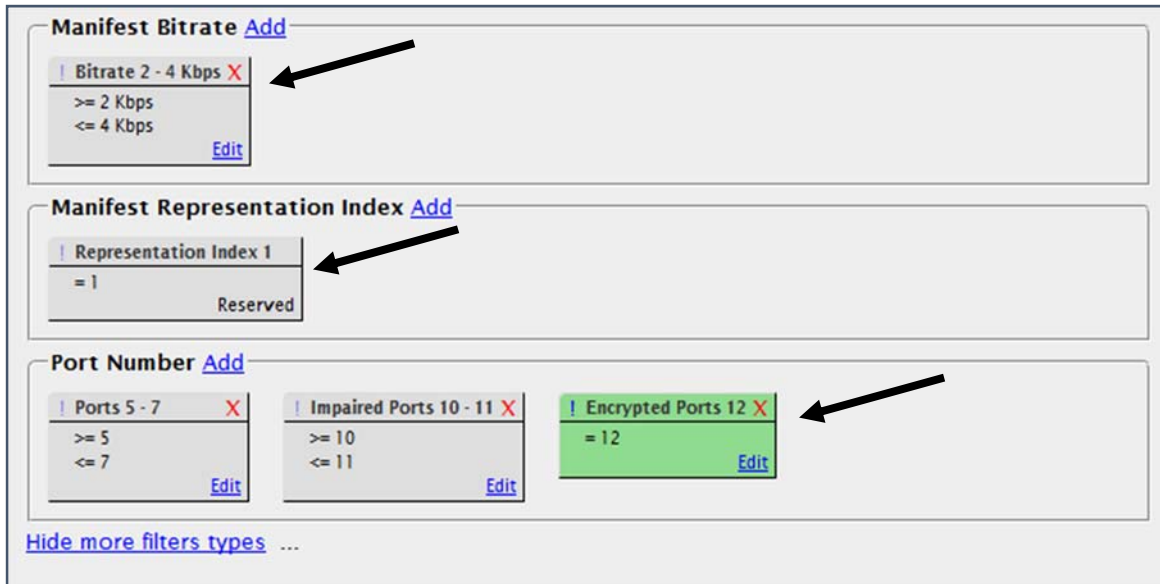 Manifest Bitrate Add
! Bitrate 2 - 4 Kbps X
>= 2 Kbps
<= 4 Kbps
Edit
Manifest Representation Index Add
! Representation Index 1
= 1
Reserved
Port Number Add
! Ports 5 - 7 X
>= 5
<= 7
Edit
! Impaired Ports 10 - 11 X
>= 10
<= 11
Edit
! Encrypted Ports 12 X
= 12
Edit
Hide more filters types ...